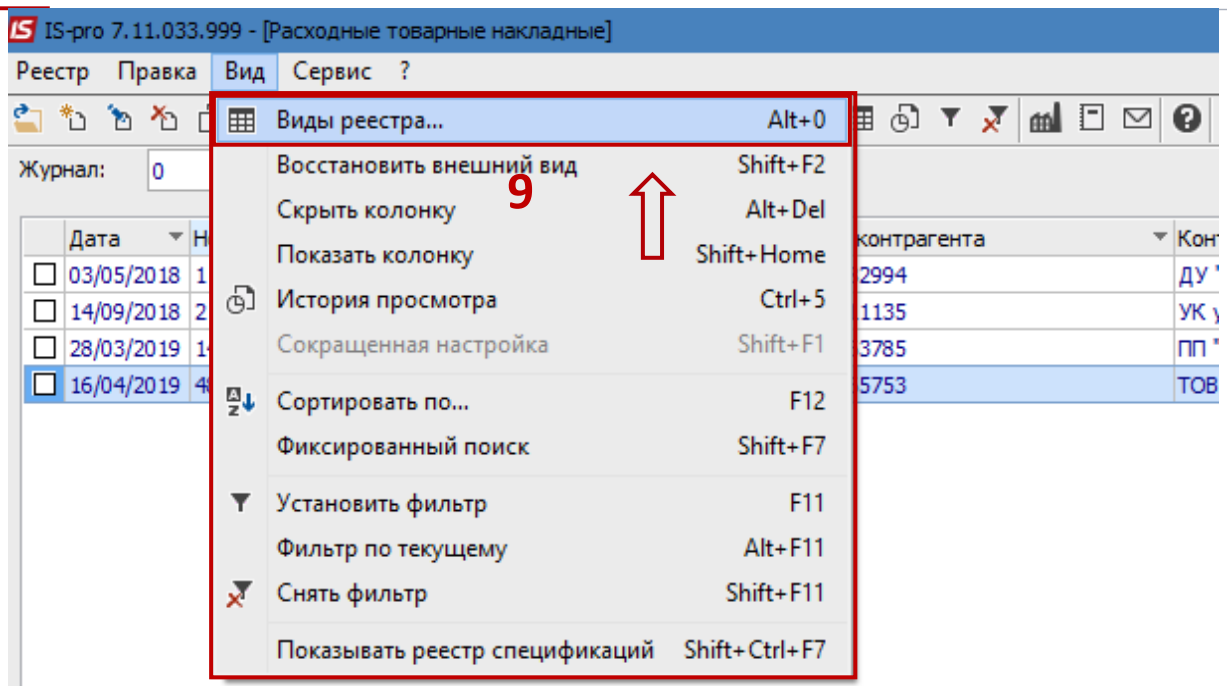 IS IS-pro 7.11.033.999 - [Расходные товарные накладные]
Реестр Правка Вид Сервис ?
Виды реестра... Alt+0
Журнал: 0
Восстановить внешний вид Shift+F2
9
Скрыть колонку Alt+Del
Дата контрагента
Показать колонку Shift+Home
03/05/2018 1 2994 ДУ "
История просмотра Ctrl+5
14/09/2018 2 1135 УК
Сокращенная настройка Shift+F1
28/03/2019 3785 ПП "
16/04/2019 5753 ТОВ
Сортировать по... F12
Фиксированный поиск Shift+F7
Установить фильтр F11
Фильтр по текущему Alt+F11
Снять фильтр Shift+F11
Показывать реестр спецификаций Shift+Ctrl+F7